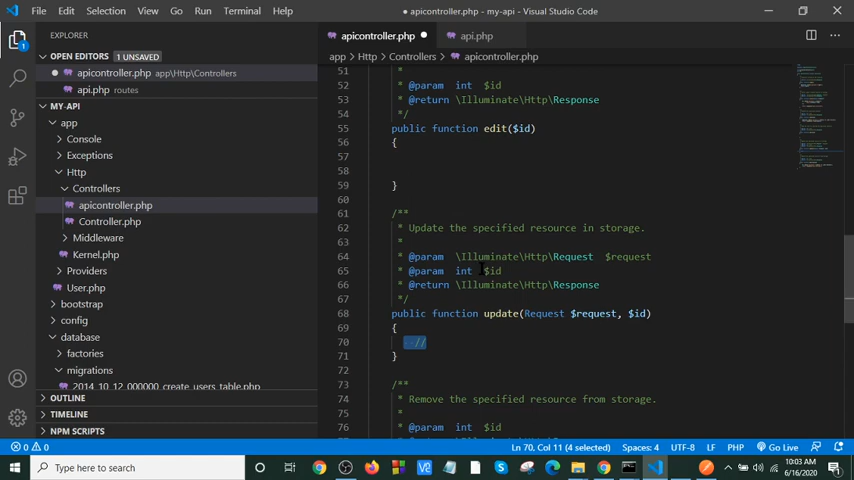 File Edit Selection View Go Run Terminal Help
● apicontroller.php - my-api - Visual Studio Code
EXPLORER
OPEN EDITORS 1 UNSAVED
apicontroller.php app\Http\Controllers
api.php routes
MY-API
app
Console
Exceptions
Http
Controllers
apicontroller.php
Controller.php
Middleware
Kernel.php
Providers
User.php
bootstrap
config
database
factories
migrations
2014_10_12_000000_create_users_table.php
OUTLINE
TIMELINE
NPM SCRIPTS
1
apicontroller.php ●
api.php
app > Http > Controllers > apicontroller.php
51 *
52 * @param int $id
53 * @return \Illuminate\Http\Response
54 */
55 public function edit($id)
56 {
57
58
59 }
60
61 /**
62 * Update the specified resource in storage.
63 *
64 * @param \Illuminate\Http\Request $request
65 * @param int $id
66 * @return \Illuminate\Http\Response
67 */
68 public function update(Request $request, $id)
69 {
70 //
71 }
72
73 /**
74 * Remove the specified resource from storage.
75 *
76 * @param int $id
0 0
Ln 70, Col 11 (4 selected) Spaces: 4 UTF-8 LF PHP Go Live
Type here to search
10:03 AM
6/16/2020